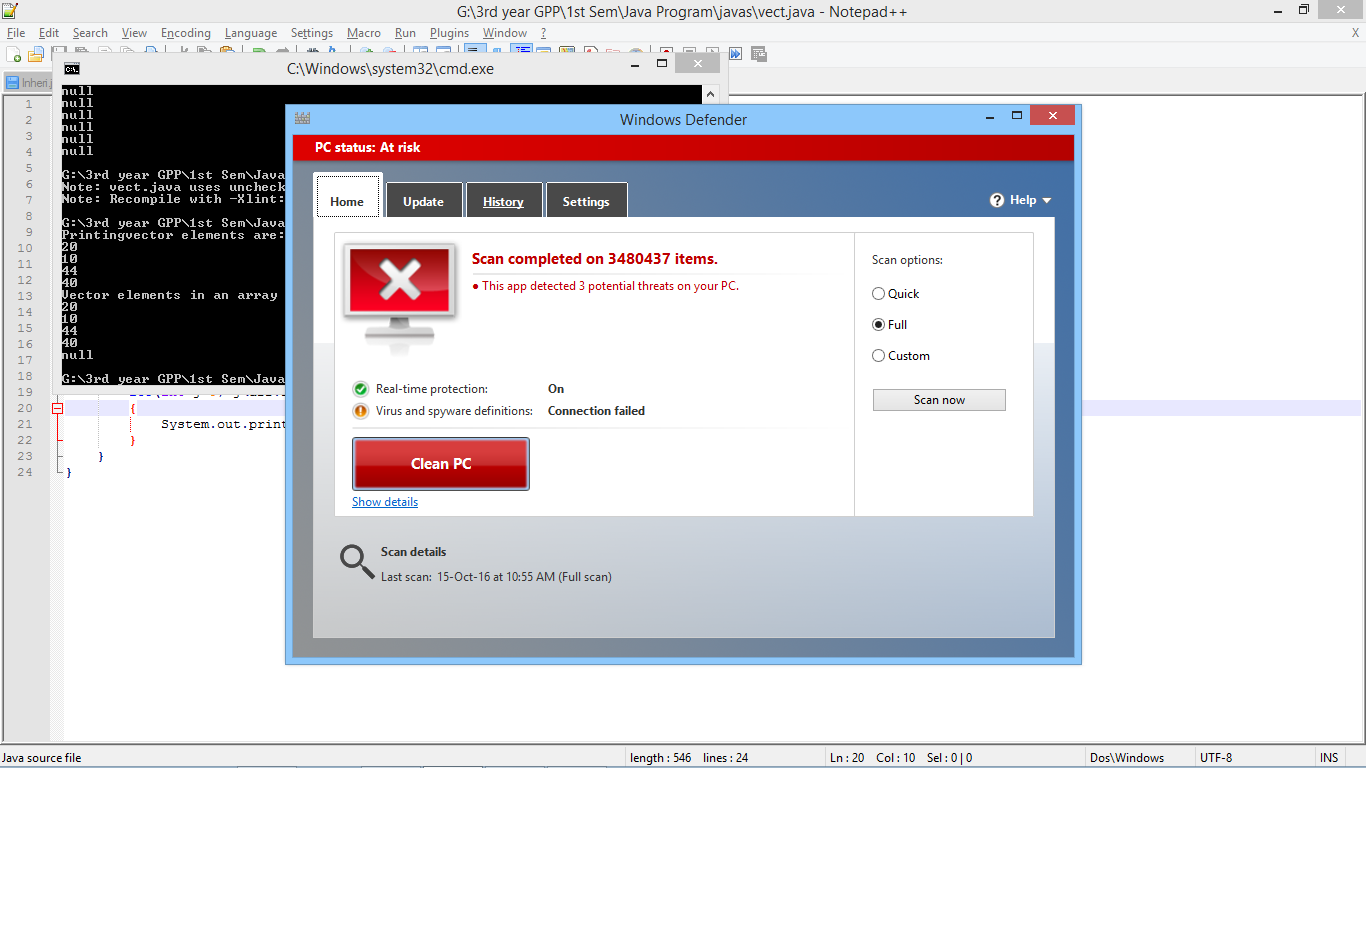 G:\3rd year GPP\1st Sem\Java Program\javas\vect.java - Notepad++
File Edit Search View Encoding Language Settings Macro Run Plugins Window ? X
Inheri.j
C:\Windows\system32\cmd.exe
null
null
null
null
null
null
G:\3rd year GPP\1st Sem\Java
Note: vect.java uses uncheck
Note: Recompile with -Xlint:
G:\3rd year GPP\1st Sem\Java
Printingvector elements are:
20
10
44
40
Vector elements in an array
20
10
44
40
null
G:\3rd year GPP\1st Sem\Java
1
2
3
4
5
6
7
8
9
10
11
12
13
14
15
16
17
18
19
20 {
21 System.out.print
22 }
23 }
24 }
Windows Defender
PC status: At risk
Home Update History Settings
Help
Scan completed on 3480437 items.
• This app detected 3 potential threats on your PC.
Real-time protection: On
Virus and spyware definitions: Connection failed
Clean PC
Show details
Scan options:
Quick
Full
Custom
Scan now
Scan details
Last scan: 15-Oct-16 at 10:55 AM (Full scan)
Java source file length : 546 lines : 24 Ln : 20 Col : 10 Sel : 0 | 0 Dos\Windows UTF-8 INS